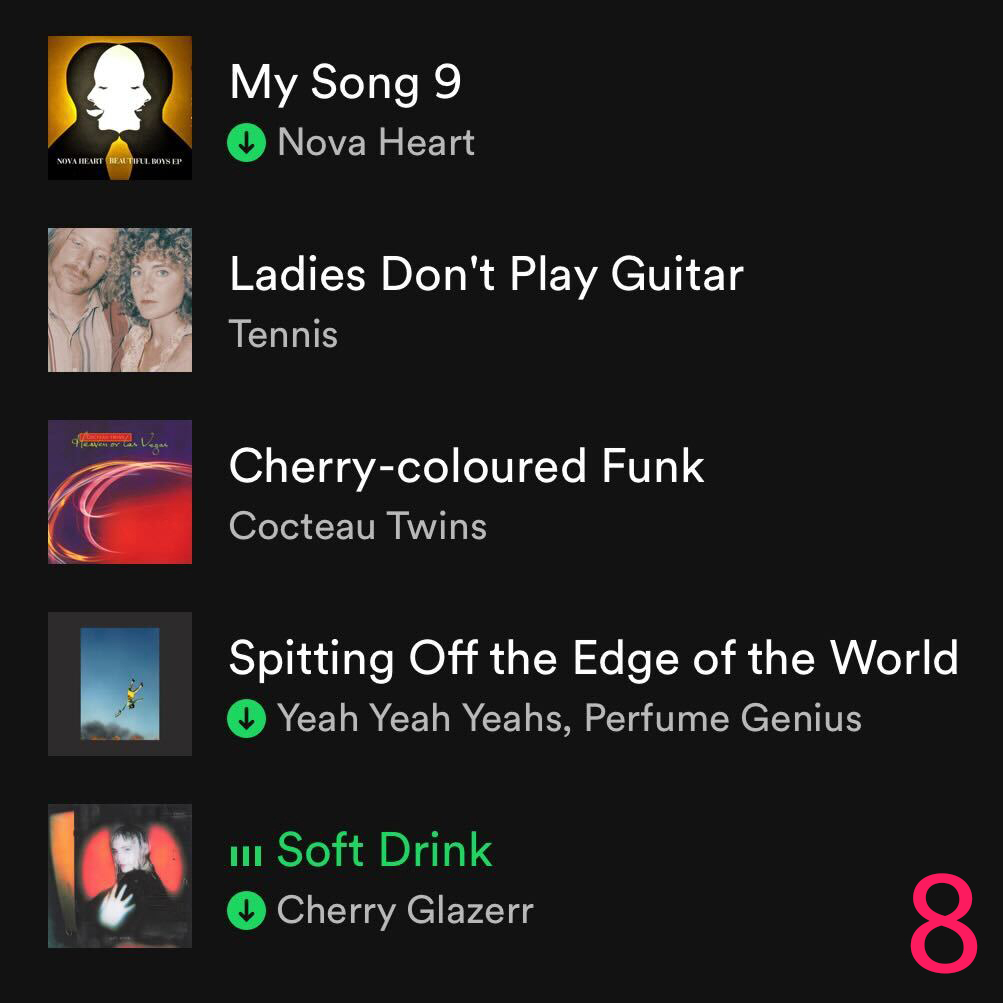 NOVA HEART | BEAUTIFUL BOYS EP
My Song 9
Nova Heart
Ladies Don't Play Guitar
Tennis
COCTEAU TWINS
Heaven or Las Vegas
Cherry-coloured Funk
Cocteau Twins
Spitting Off the Edge of the World
Yeah Yeah Yeahs, Perfume Genius
Soft Drink
Cherry Glazerr
8